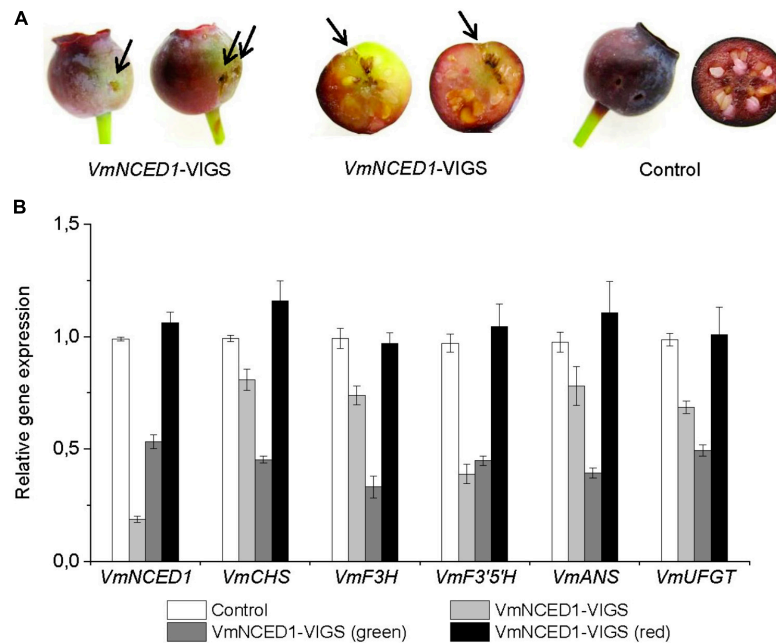 A
VmNCED1-VIGS VmNCED1-VIGS Control
B
Relative gene expression
1,5
1,0
0,5
0,0
VmNCED1 VmCHS VmF3H VmF3'5'H VmANS VmUFGT
Control VmNCED1-VIGS
VmNCED1-VIGS (green) VmNCED1-VIGS (red)